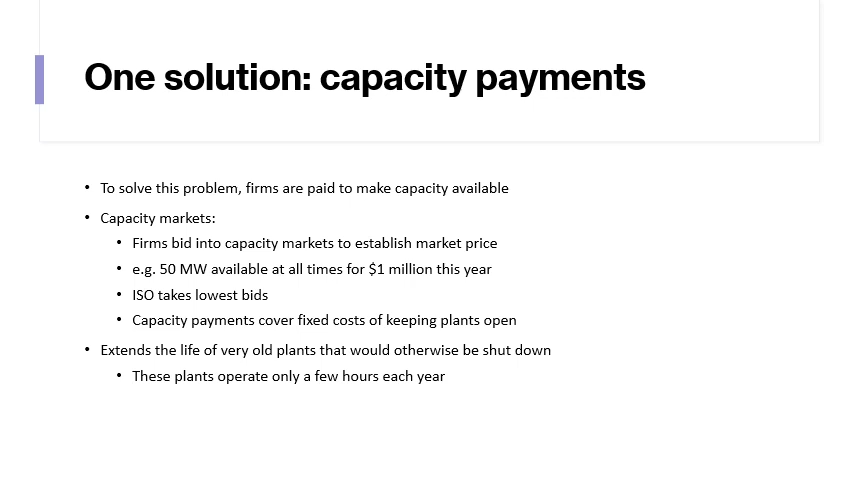 One solution: capacity payments
• To solve this problem, firms are paid to make capacity available
• Capacity markets:
• Firms bid into capacity markets to establish market price
• e.g. 50 MW available at all times for $1 million this year
• ISO takes lowest bids
• Capacity payments cover fixed costs of keeping plants open
• Extends the life of very old plants that would otherwise be shut down
• These plants operate only a few hours each year